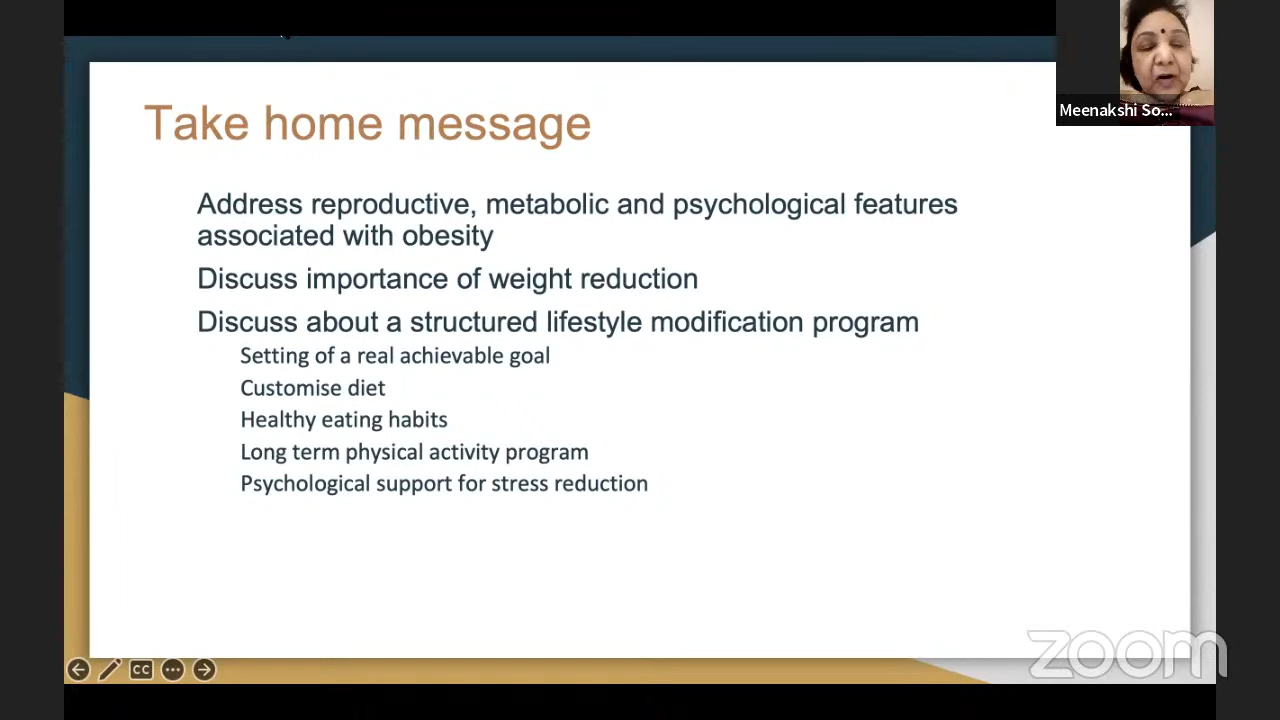 Meenakshi So...
Take home message
Address reproductive, metabolic and psychological features
associated with obesity
Discuss importance of weight reduction
Discuss about a structured lifestyle modification program
Setting of a real achievable goal
Customise diet
Healthy eating habits
Long term physical activity program
Psychological support for stress reduction
CC
zoom